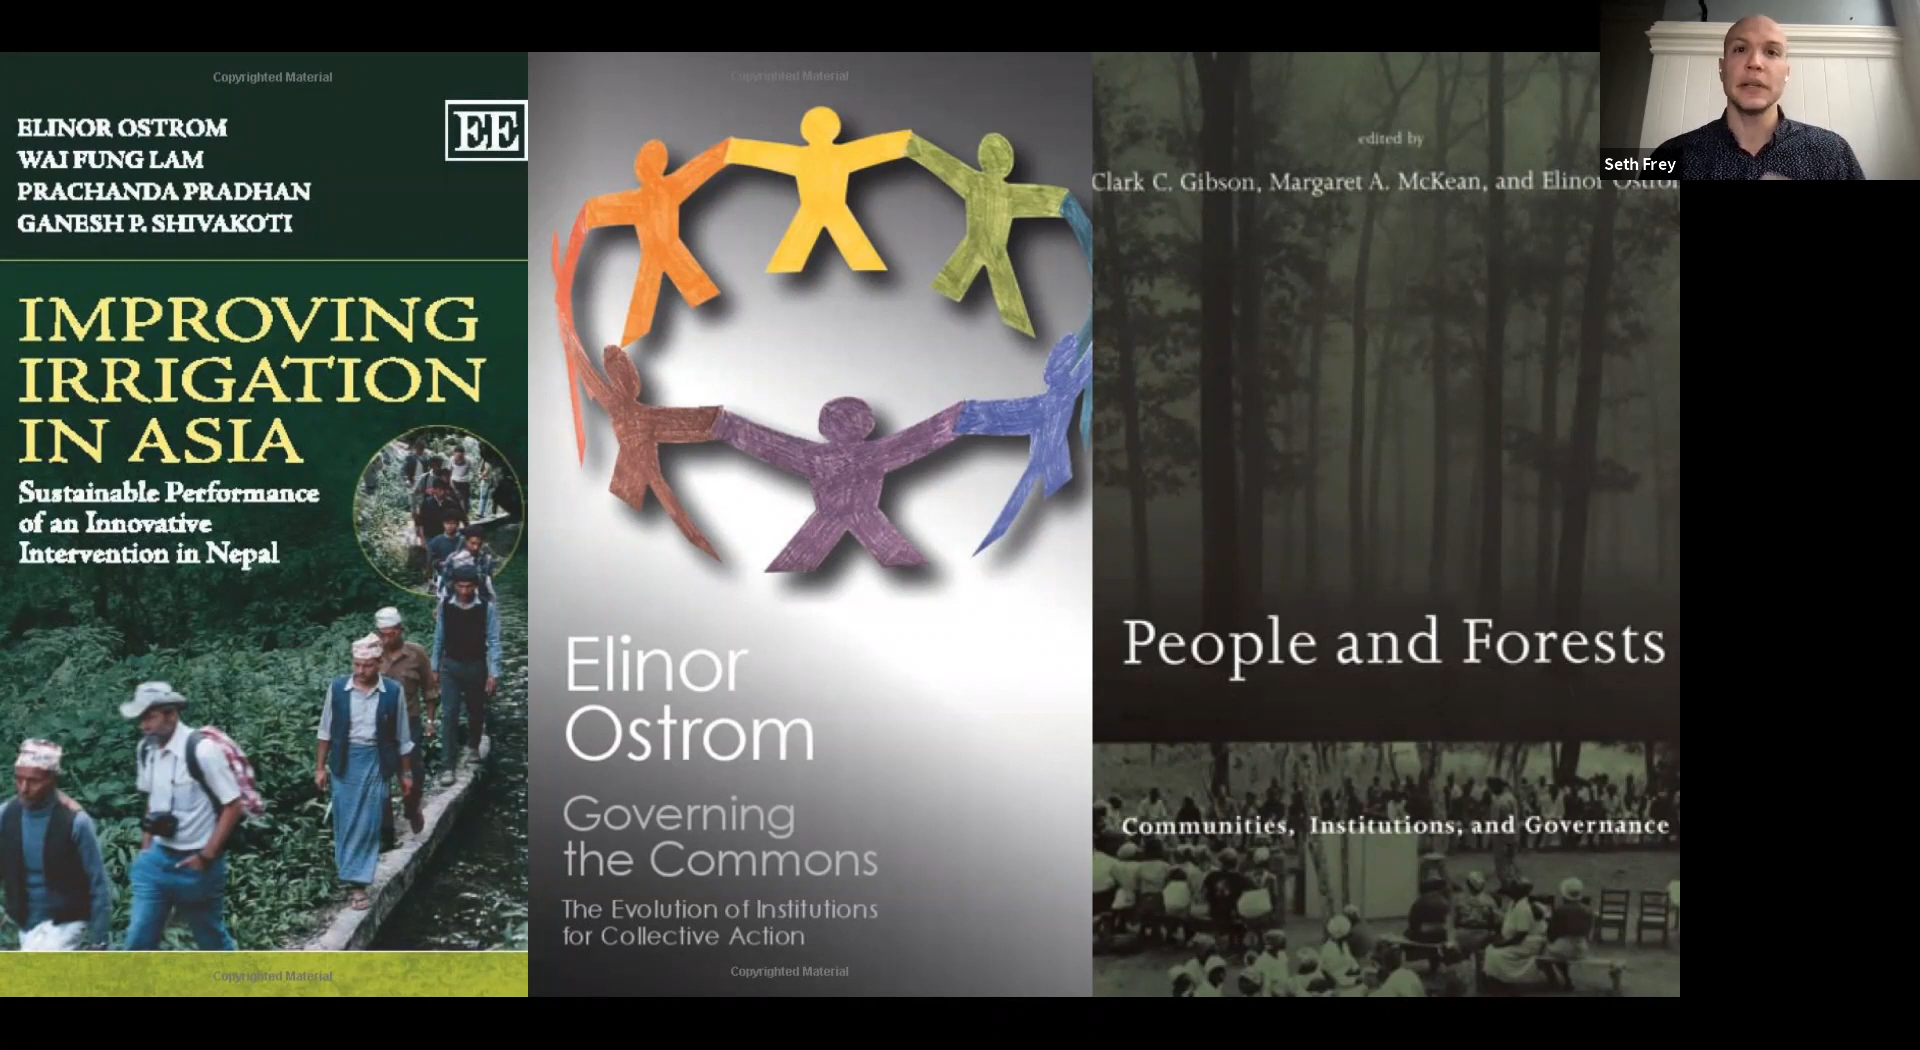 Copyrighted Material
ELINOR OSTROM
WAI FUNG LAM
PRACHANDA PRADHAN
GANESH P. SHIVAKOTI
EE
IMPROVING
IRRIGATION
IN ASIA
Sustainable Performance
of an Innovative
Intervention in Nepal
Copyrighted Material
Copyrighted Material
Elinor
Ostrom
Governing
the Commons
The Evolution of Institutions
for Collective Action
Copyrighted Material
edited by
Clark C. Gibson, Margaret A. McKean, and Elinor Ostrom
People and Forests
Communities, Institutions, and Governance
Seth Frey